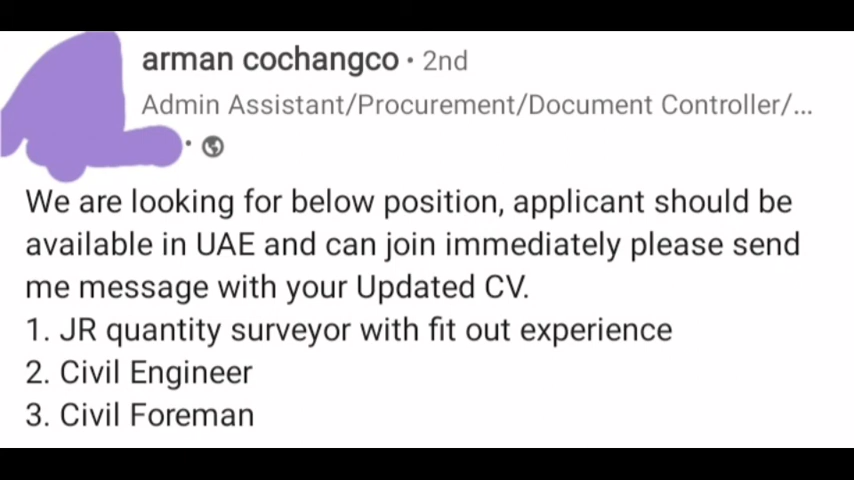 arman cochangco • 2nd
Admin Assistant/Procurement/Document Controller/...
We are looking for below position, applicant should be
available in UAE and can join immediately please send
me message with your Updated CV.
1. JR quantity surveyor with fit out experience
2. Civil Engineer
3. Civil Foreman